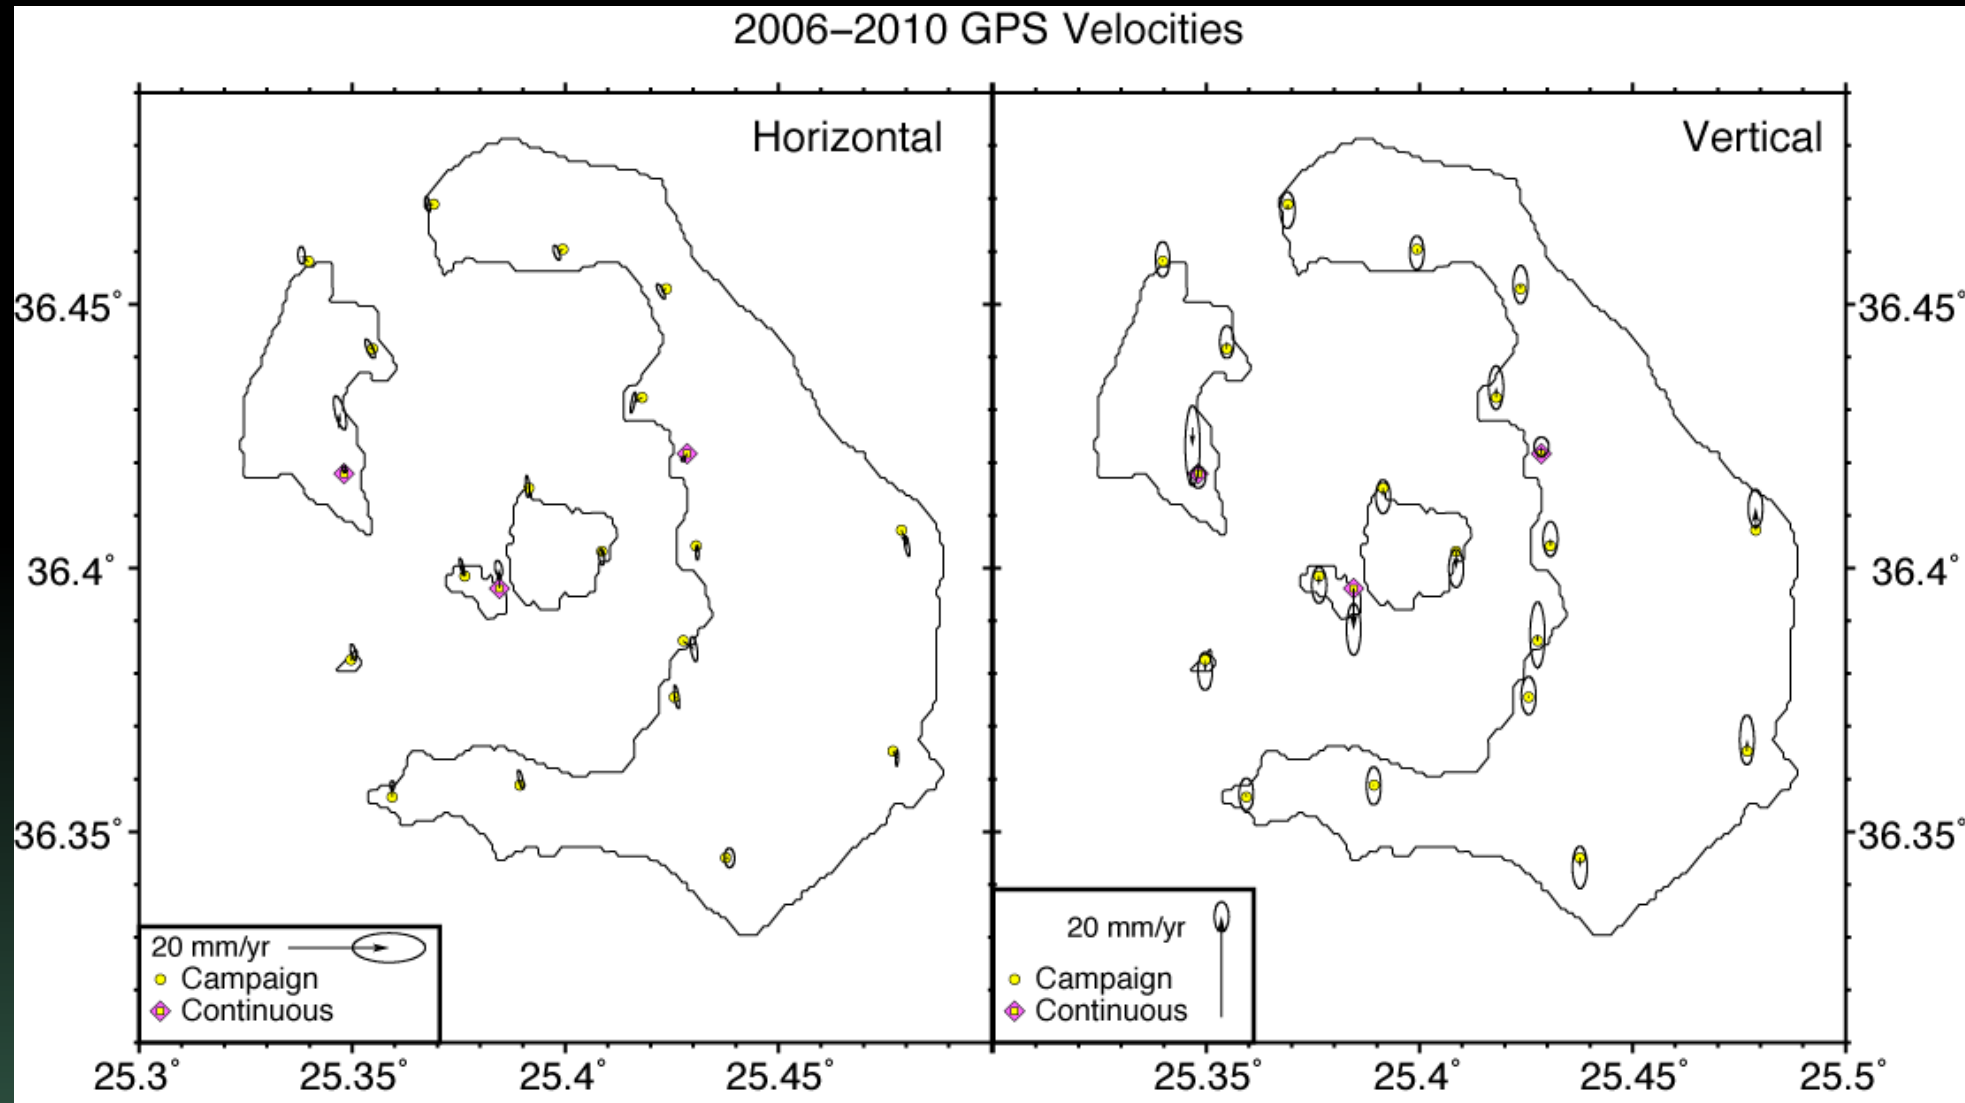 2006–2010 GPS Velocities
Horizontal
Vertical
36.45°
36.4°
36.35°
36.45°
36.4°
36.35°
20 mm/yr
Campaign
Continuous
20 mm/yr
Campaign
Continuous
25.3° 25.35° 25.4° 25.45°
25.35° 25.4° 25.45° 25.5°